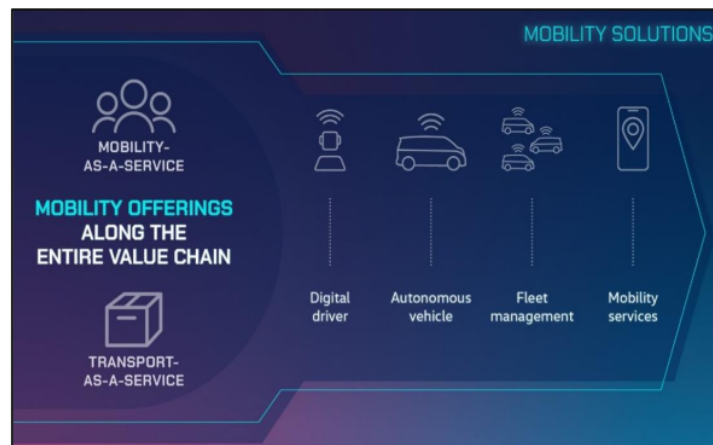 MOBILITY SOLUTIONS
MOBILITY-
AS-A-SERVICE
MOBILITY OFFERINGS
ALONG THE
ENTIRE VALUE CHAIN
TRANSPORT-
AS-A-SERVICE
Digital
driver
Autonomous
vehicle
Fleet
management
Mobility
services